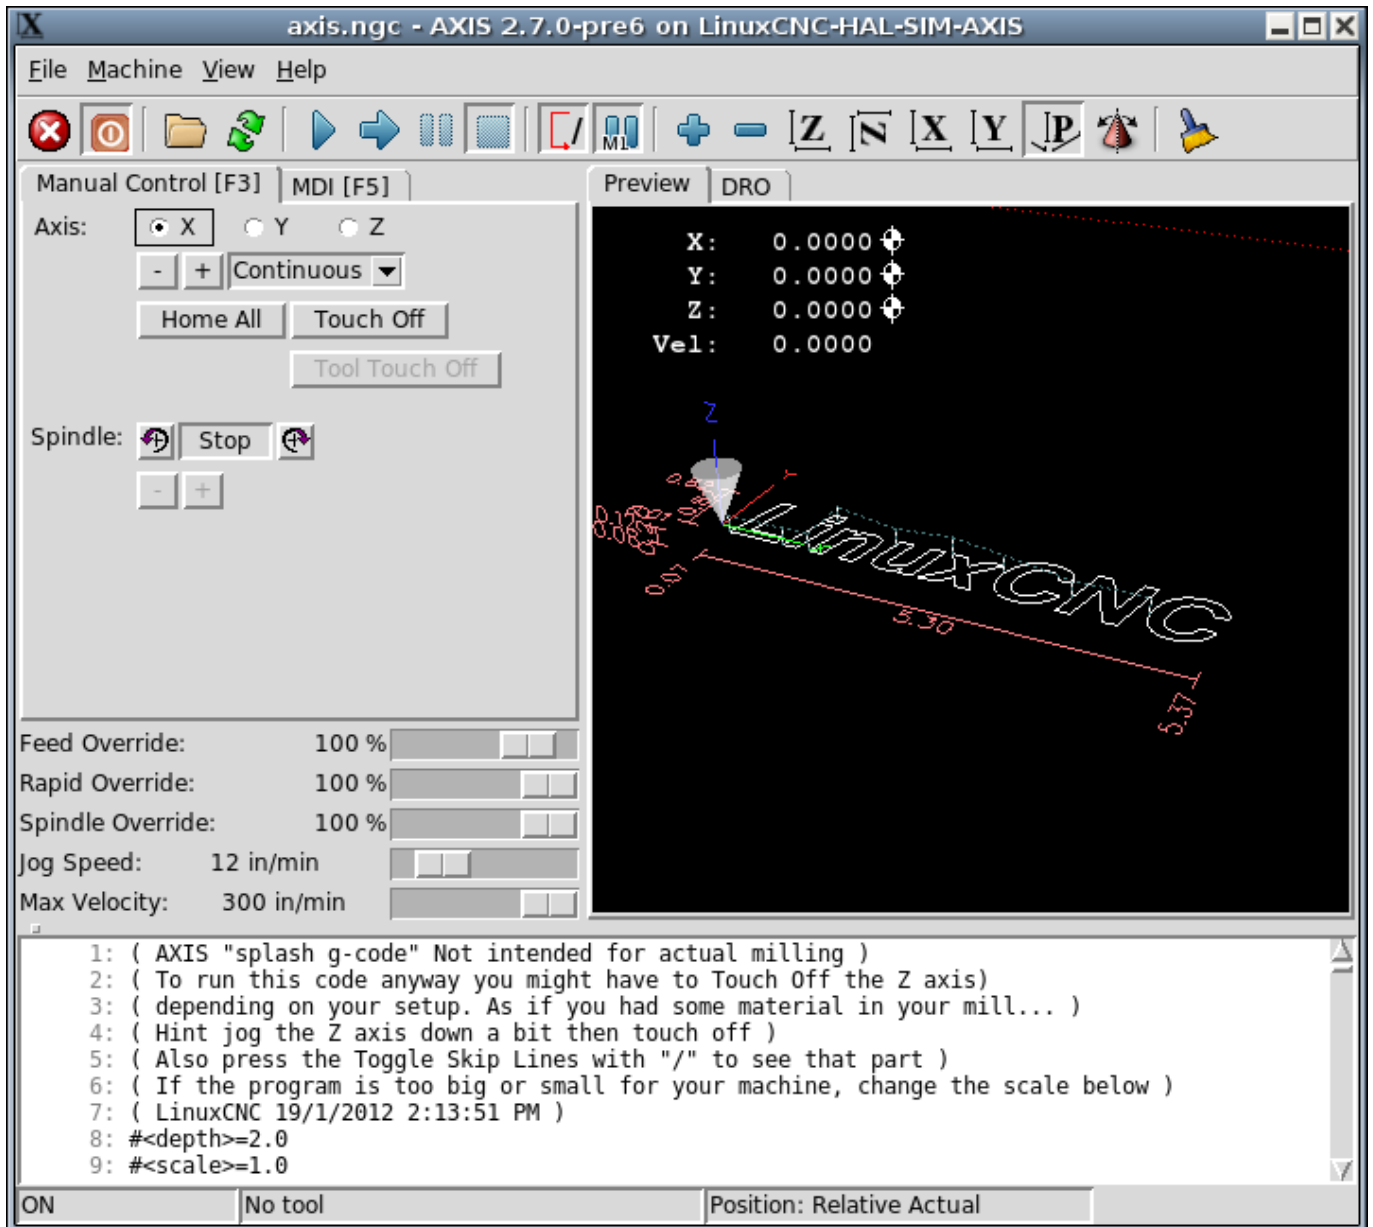 axis.ngc - AXIS 2.7.0-pre6 on LinuxCNC-HAL-SIM-AXIS
File Machine View Help
M1 Z N X Y P
Manual Control [F3] MDI [F5]
Preview DRO
Axis: X Y Z
- + Continuous
Home All Touch Off
Tool Touch Off
Spindle: Stop
- +
X: 0.0000
Y: 0.0000
Z: 0.0000
Vel: 0.0000
Z
Y
LinuxCNC
0.07
5.30
5.37
Feed Override: 100 %
Rapid Override: 100 %
Spindle Override: 100 %
Jog Speed: 12 in/min
Max Velocity: 300 in/min
1: ( AXIS "splash g-code" Not intended for actual milling )
2: ( To run this code anyway you might have to Touch Off the Z axis)
3: ( depending on your setup. As if you had some material in your mill... )
4: ( Hint jog the Z axis down a bit then touch off )
5: ( Also press the Toggle Skip Lines with "/" to see that part )
6: ( If the program is too big or small for your machine, change the scale below )
7: ( LinuxCNC 19/1/2012 2:13:51 PM )
8: #<depth>=2.0
9: #<scale>=1.0
ON No tool Position: Relative Actual